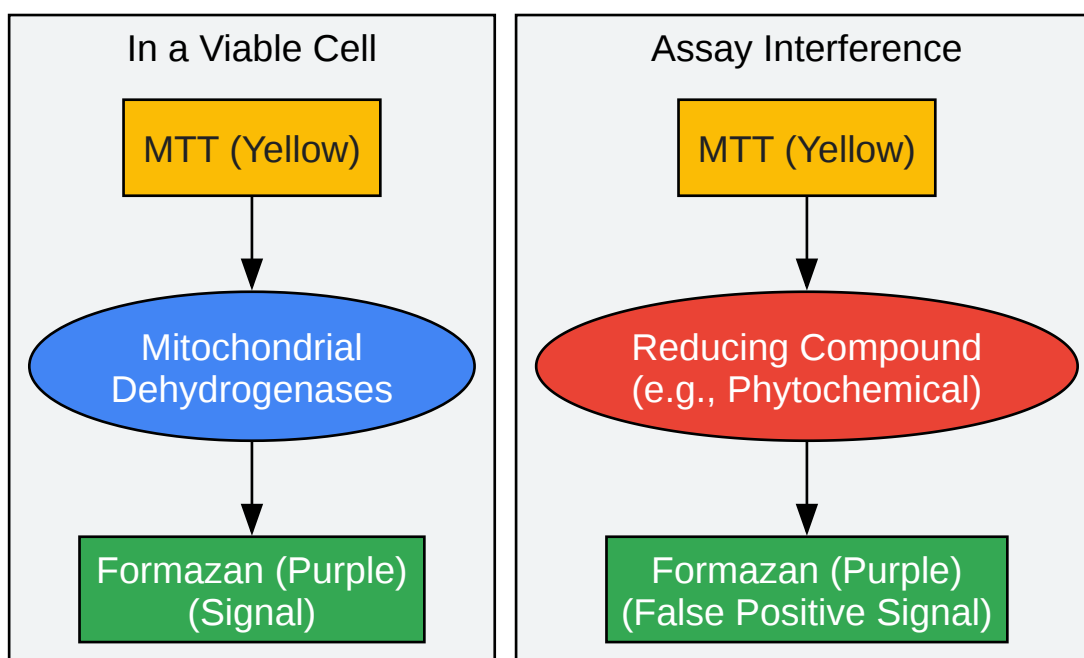 In a Viable Cell
MTT (Yellow)
Mitochondrial
Dehydrogenases
Formazan (Purple)
(Signal)
Assay Interference
MTT (Yellow)
Reducing Compound
(e.g., Phytochemical)
Formazan (Purple)
(False Positive Signal)